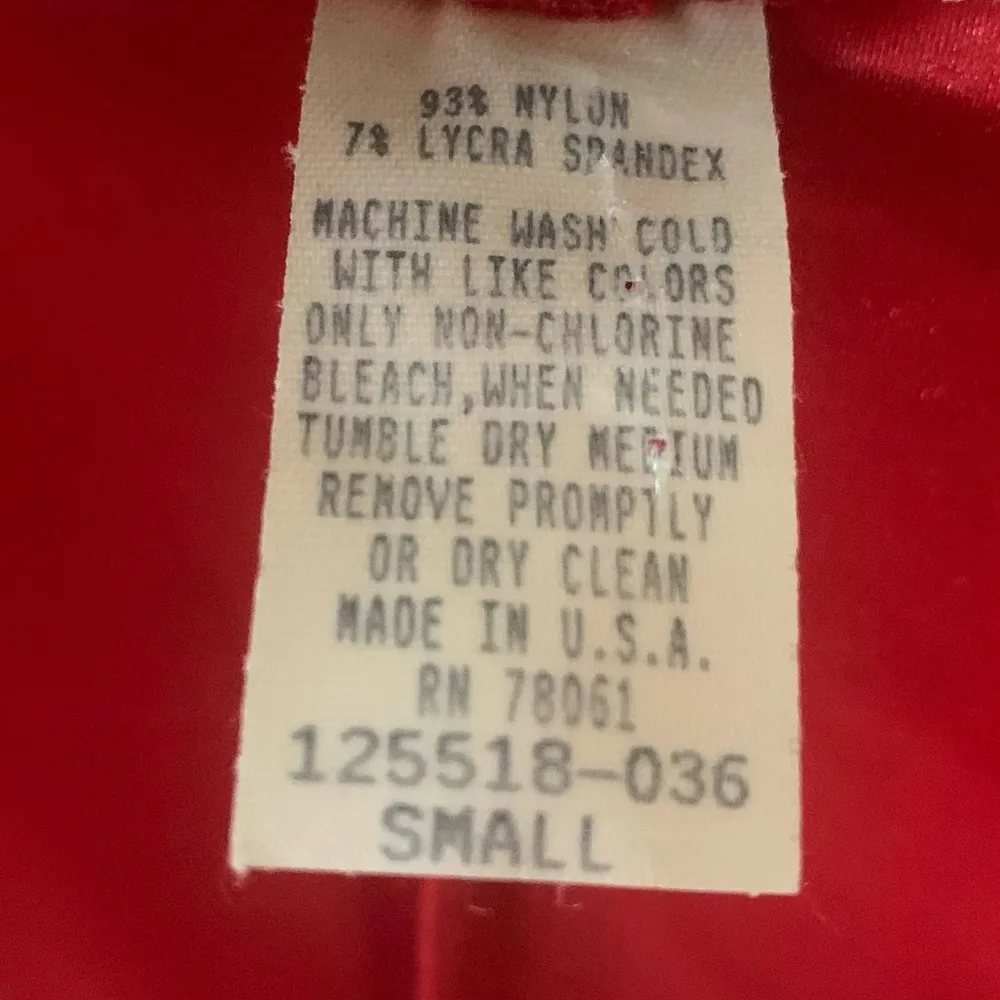 93% NYLON
7% LYCRA SPANDEX
MACHINE WASH COLD
WITH LIKE COLORS
ONLY NON-CHLORINE
BLEACH,WHEN NEEDED
TUMBLE DRY MEDIUM
REMOVE PROMPTLY
OR DRY CLEAN
MADE IN U.S.A.
RN 78061
125518-036
SMALL